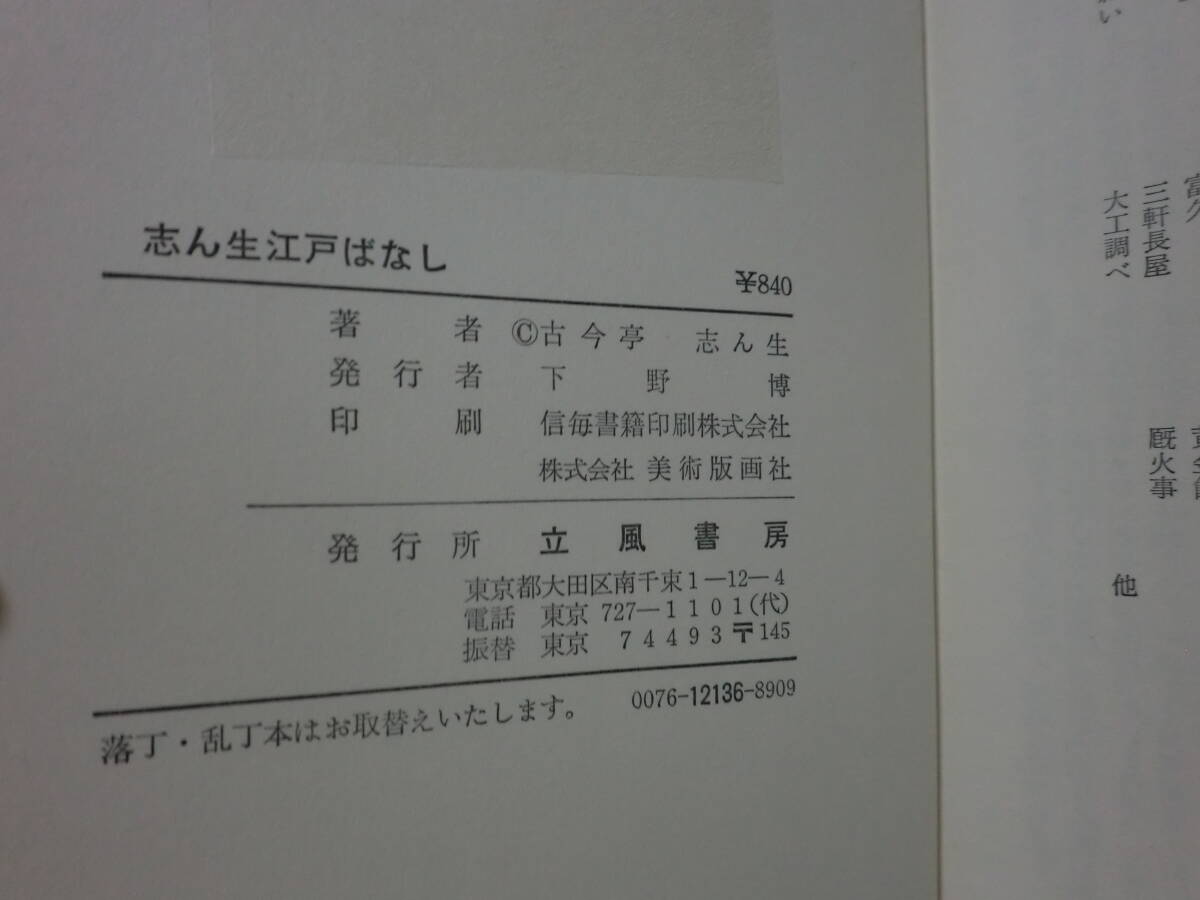 志ん生江戸ばなし
¥840
著者 ©古今亭 志ん生
発行者 下野博
印刷 信毎書籍印刷株式会社
株式会社 美術版画社
発行所 立風書房
東京都大田区南千束1―12―4
電話 東京 727―1101(代)
振替 東京 74493 〒145
落丁・乱丁本はお取替えいたします。 0076-12136-8909
富久
三軒長屋
大工調べ
厩火事
他